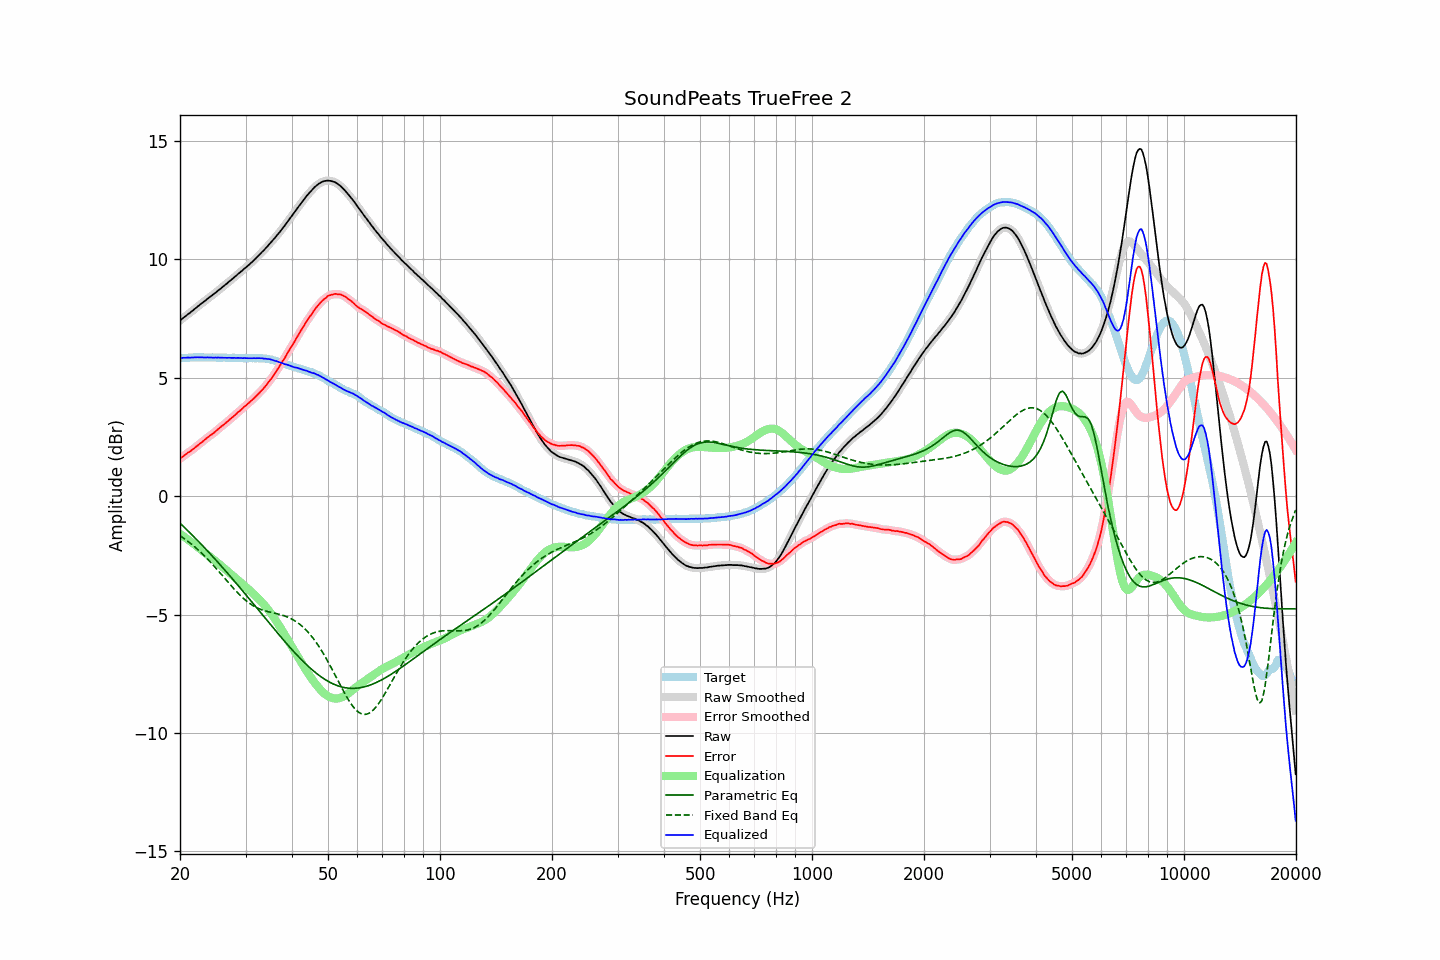 SoundPeats TrueFree 2
Amplitude (dBr)
15
10
5
0
−5
−10
−15
Target
Raw Smoothed
Error Smoothed
Raw
Error
Equalization
Parametric Eq
Fixed Band Eq
Equalized
20 50 100 200 500 1000 2000 5000 10000 20000
Frequency (Hz)